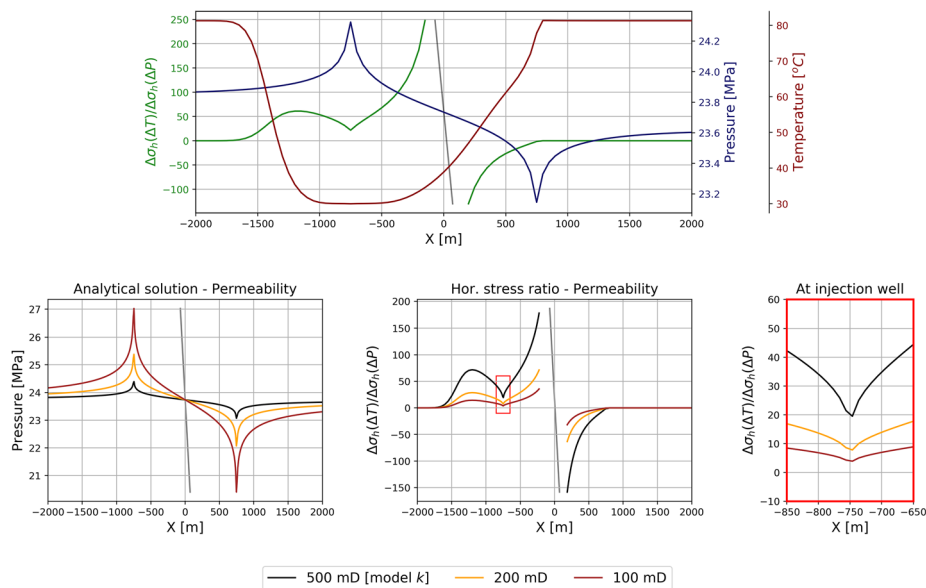 250
200
150
100
50
0
−50
−100
Δσh(ΔT)/Δσh(ΔP)
24.2
24.0
23.8
23.6
23.4
23.2
Pressure [MPa]
80
70
60
50
40
30
Temperature [°C]
−2000 −1500 −1000 −500 0 500 1000 1500 2000
X [m]
Analytical solution - Permeability
27
26
25
24
23
22
21
Pressure [MPa]
−2000 −1500 −1000 −500 0 500 1000 1500 2000
X [m]
Hor. stress ratio - Permeability
200
150
100
50
0
−50
−100
−150
Δσh(ΔT)/Δσh(ΔP)
−2000 −1500 −1000 −500 0 500 1000 1500 2000
X [m]
At injection well
60
50
40
30
20
10
0
−10
Δσh(ΔT)/Δσh(ΔP)
−850 −800 −750 −700 −650
X [m]
500 mD [model k] 200 mD 100 mD